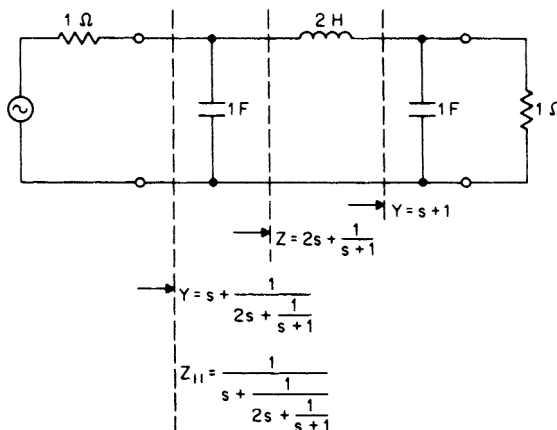 1 Ω
2 H
1 F
1 F
1 Ω
Y = s + 1
Z = 2s + 1/(s + 1)
Y = s + 1/(2s + 1/(s + 1))
Z₁₁ = 1/(s + 1/(2s + 1/(s + 1)))